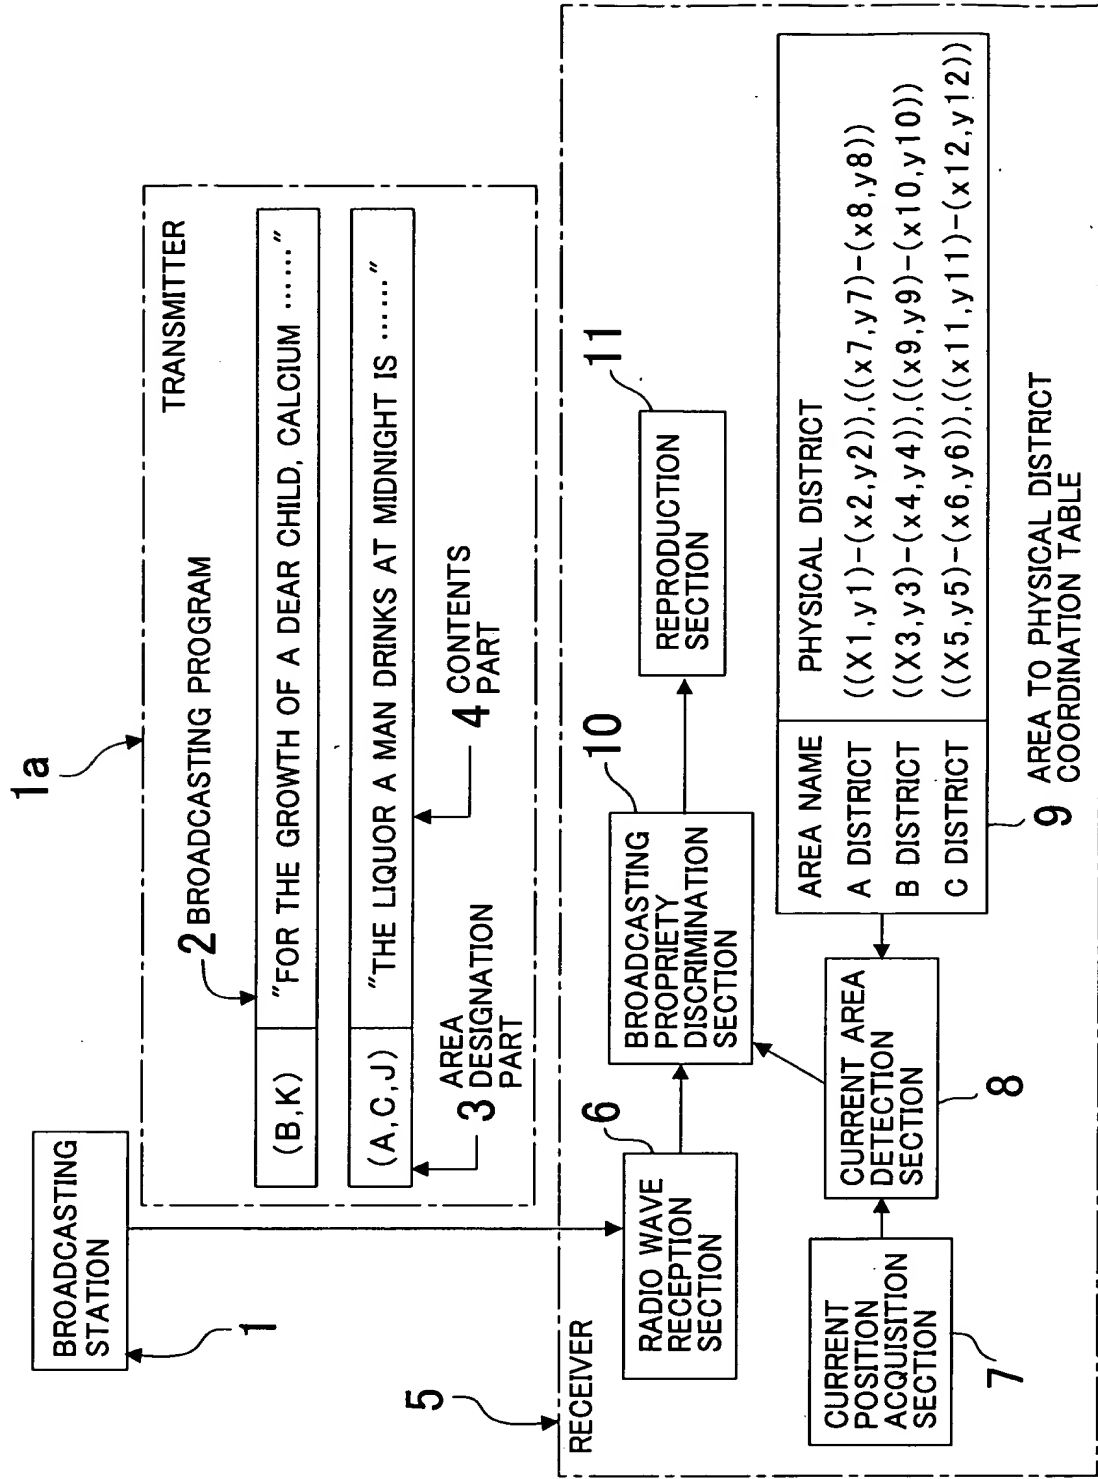 BROADCASTING
STATION
1
1a
TRANSMITTER
2 BROADCASTING PROGRAM
(B,K) "FOR THE GROWTH OF A DEAR CHILD, CALCIUM ......"
(A,C,J) "THE LIQUOR A MAN DRINKS AT MIDNIGHT IS ......"
3 AREA
DESIGNATION
PART
4 CONTENTS
PART
5
RECEIVER
6
RADIO WAVE
RECEPTION
SECTION
10
BROADCASTING
PROPRIETY
DISCRIMINATION
SECTION
11
REPRODUCTION
SECTION
CURRENT
POSITION
ACQUISITION
SECTION
7
CURRENT AREA
DETECTION
SECTION
8
AREA NAME PHYSICAL DISTRICT
A DISTRICT ((X1,y1)-(x2,y2)),((x7,y7)-(x8,y8))
B DISTRICT ((X3,y3)-(x4,y4)),((x9,y9)-(x10,y10))
C DISTRICT ((X5,y5)-(x6,y6)),((x11,y11)-(x12,y12))
9 AREA TO PHYSICAL DISTRICT
COORDINATION TABLE